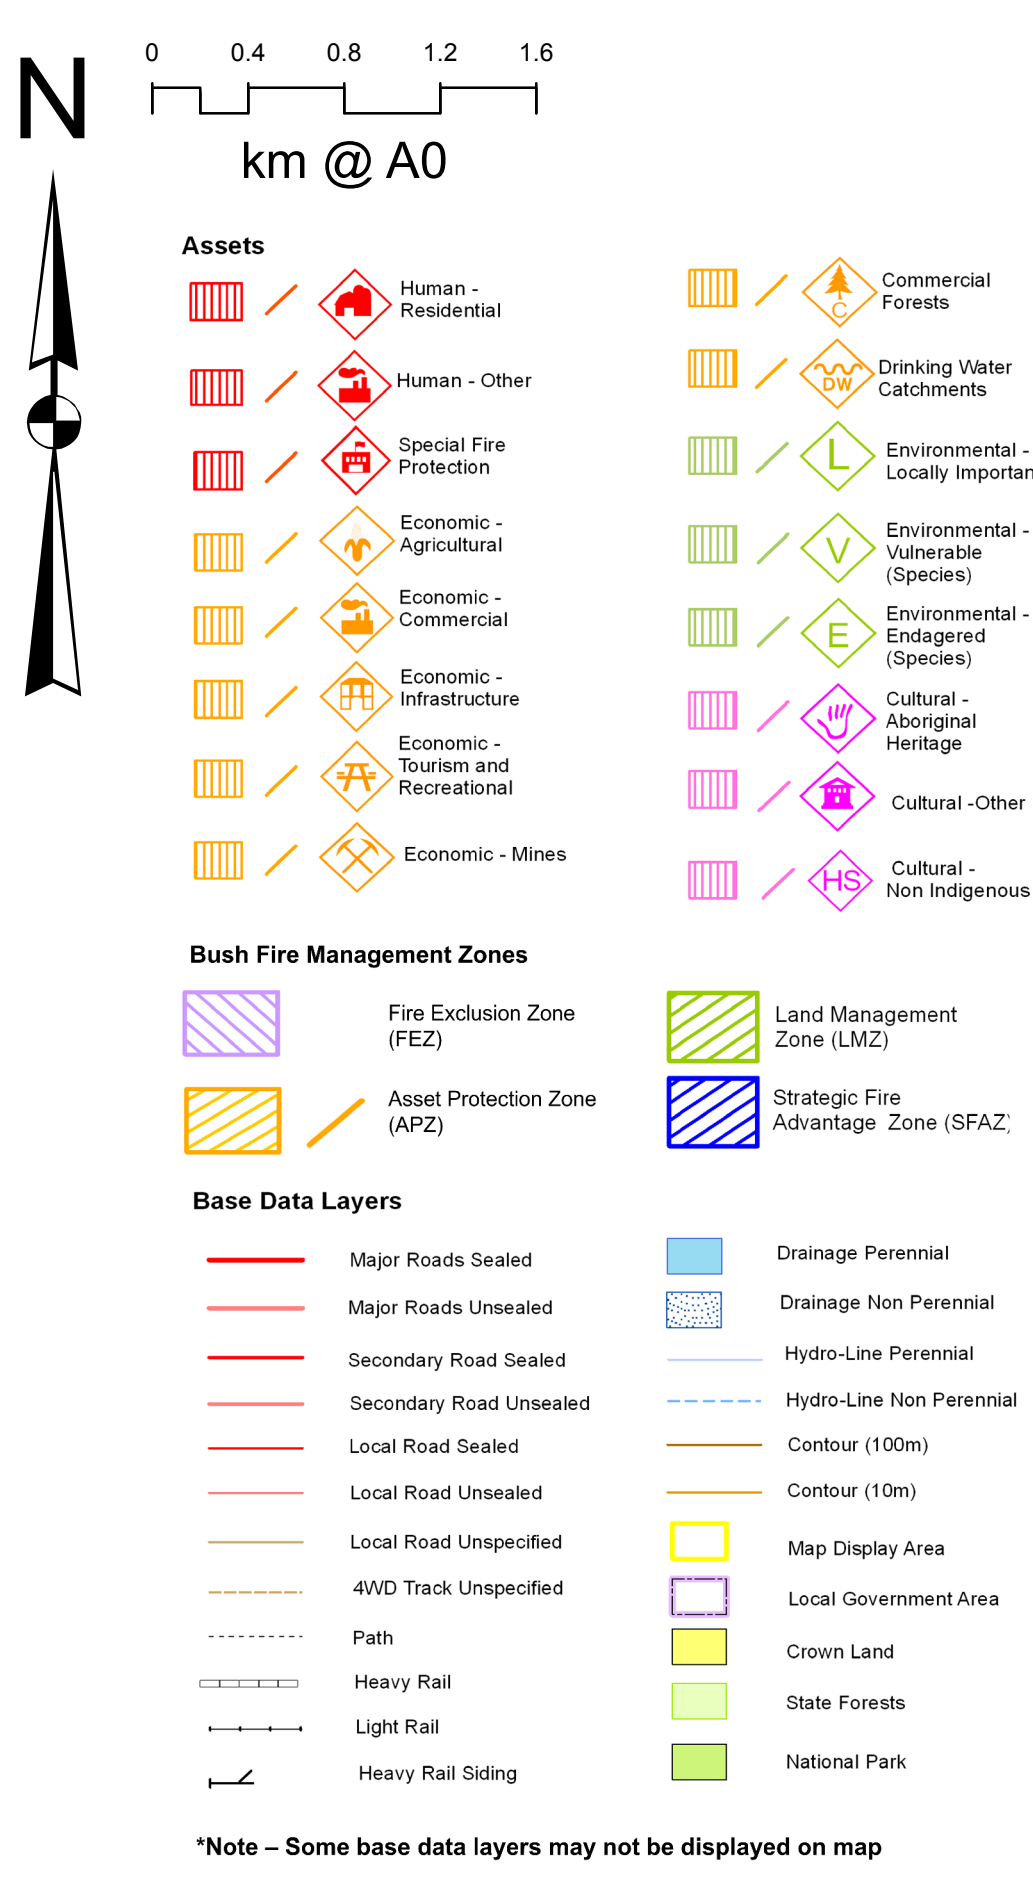 N
0 0.4 0.8 1.2 1.6
km @ A0
Assets
Human -
Residential
Human - Other
Special Fire
Protection
Economic -
Agricultural
Economic -
Commercial
Economic -
Infrastructure
Economic -
Tourism and
Recreational
Economic - Mines
C
Commercial
Forests
DW
Drinking Water
Catchments
L
Environmental -
Locally Importan
V
Environmental -
Vulnerable
(Species)
E
Environmental -
Endagered
(Species)
Cultural -
Aboriginal
Heritage
Cultural -Other
HS
Cultural -
Non Indigenous
Bush Fire Management Zones
Fire Exclusion Zone
(FEZ)
Asset Protection Zone
(APZ)
Land Management
Zone (LMZ)
Strategic Fire
Advantage Zone (SFAZ)
Base Data Layers
Major Roads Sealed
Major Roads Unsealed
Secondary Road Sealed
Secondary Road Unsealed
Local Road Sealed
Local Road Unsealed
Local Road Unspecified
4WD Track Unspecified
Path
Heavy Rail
Light Rail
Heavy Rail Siding
Drainage Perennial
Drainage Non Perennial
Hydro-Line Perennial
Hydro-Line Non Perennial
Contour (100m)
Contour (10m)
Map Display Area
Local Government Area
Crown Land
State Forests
National Park
*Note – Some base data layers may not be displayed on map